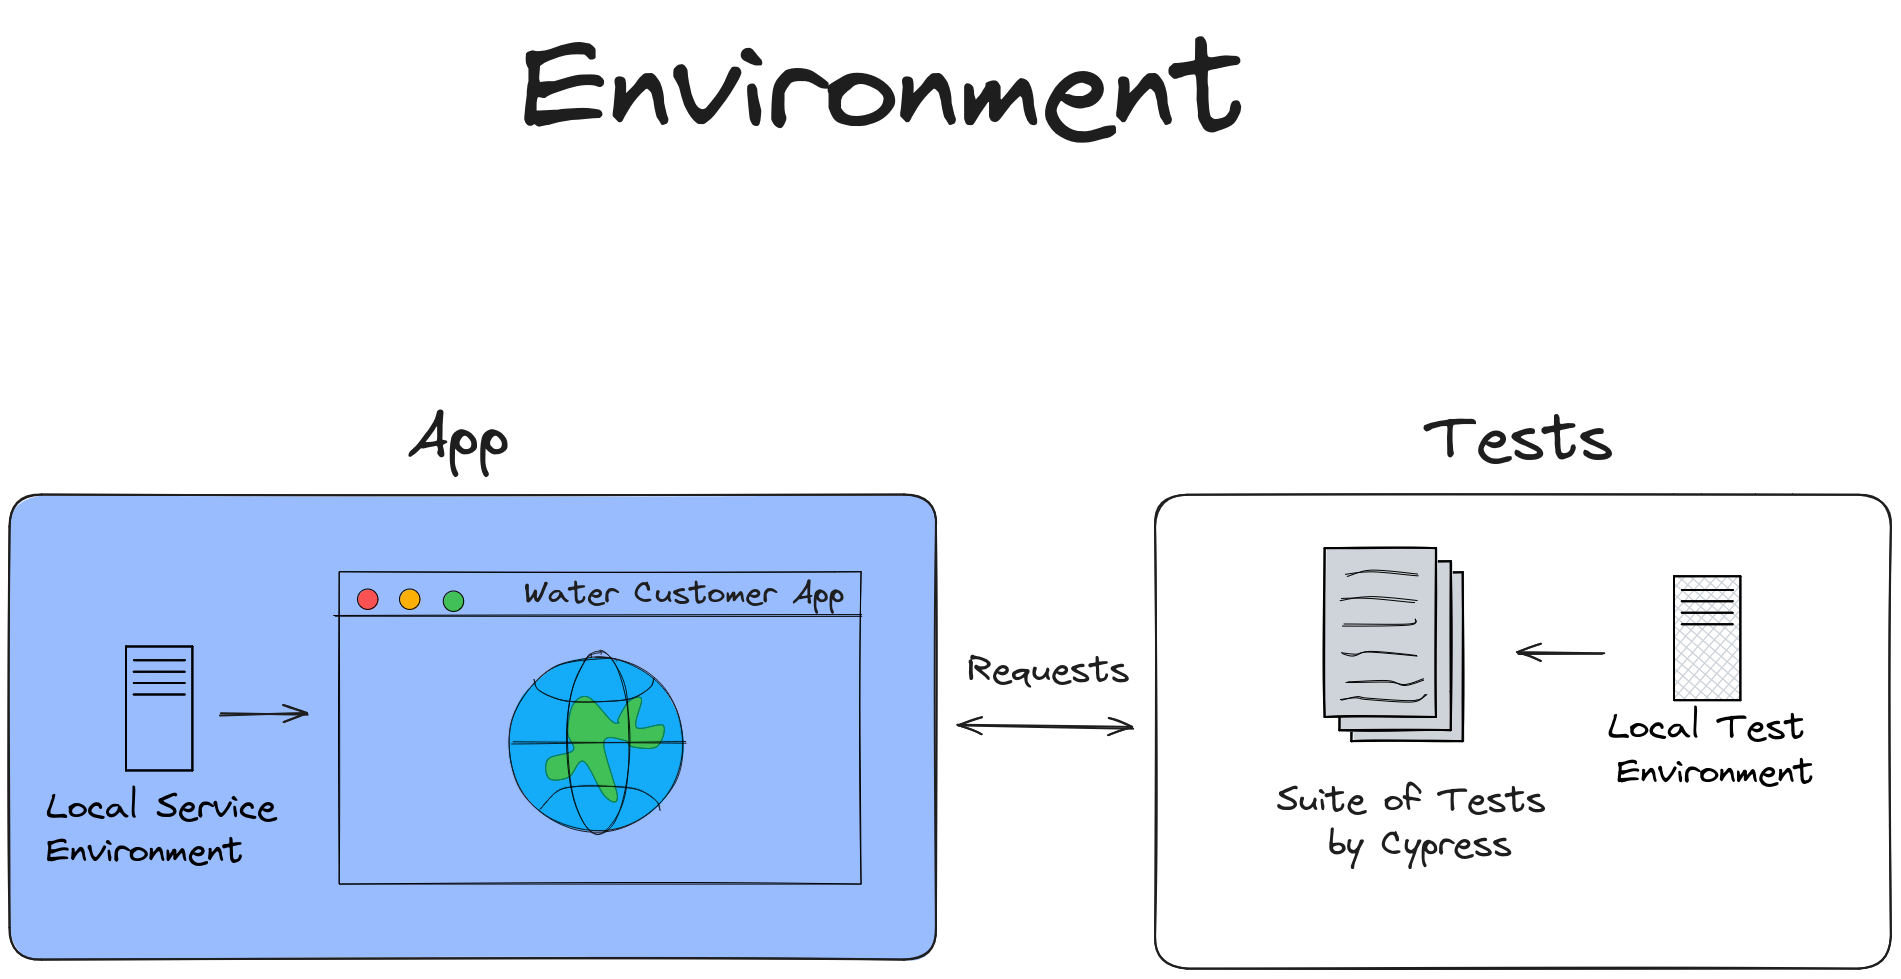 Environment
App
Tests
Water Customer App
Requests
Local Service
Environment
Local Test
Environment
Suite of Tests
by Cypress